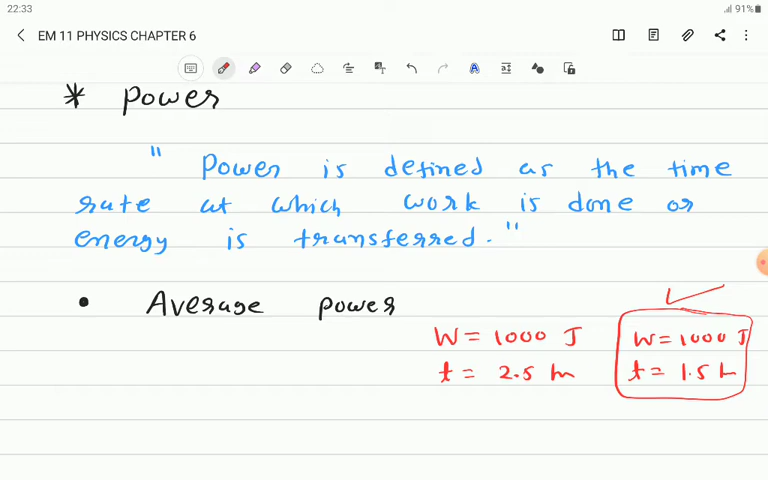 22:33
91%
EM 11 PHYSICS CHAPTER 6
* Power
" Power is defined as the time
rate at which work is done or
energy is transferred."
• Average power
W = 1000 J
t = 2.5 h
W = 1000 J
t = 1.5 h